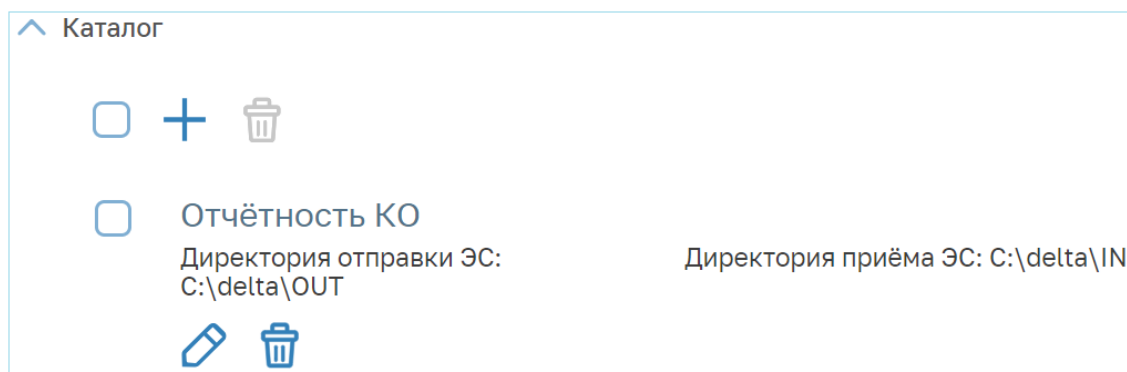 Каталог
Отчётность КО
Директория отправки ЭС:
C:\delta\OUT
Директория приёма ЭС: C:\delta\IN